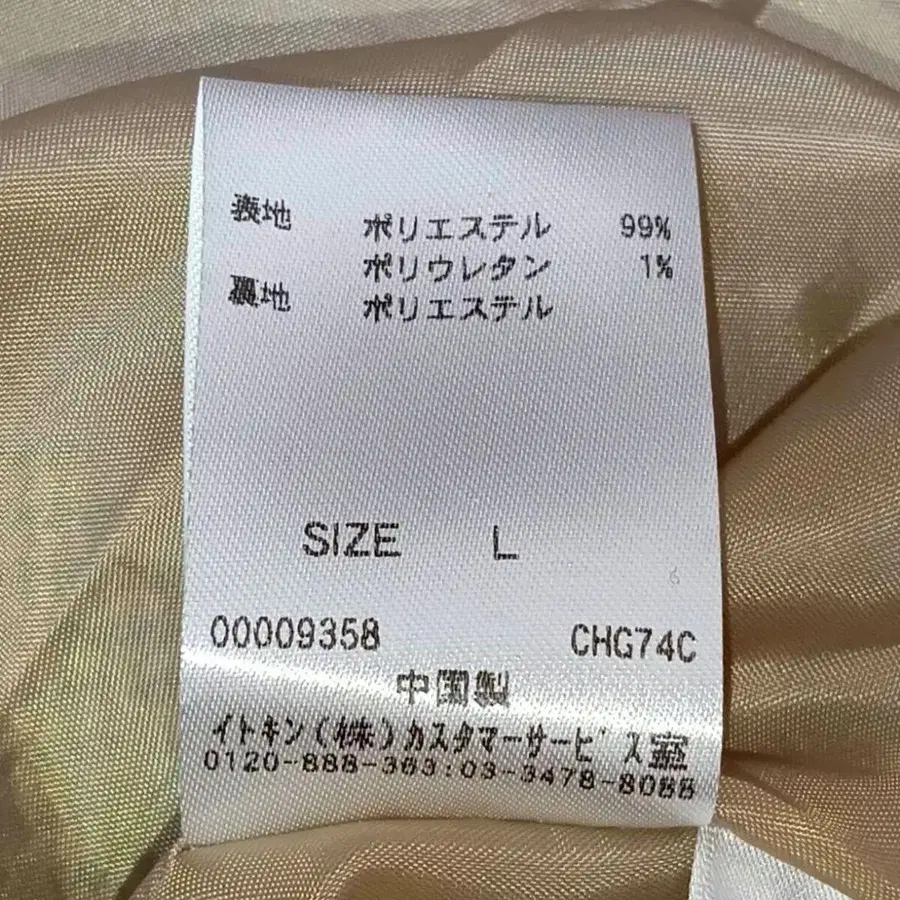 表地 ポリエステル 99%
ポリウレタン 1%
裏地 ポリエステル
SIZE L
6
00009358 CHG74C
中国製
イトキン(株)カスタマーサービス室
0120-888-363:03-3478-8088